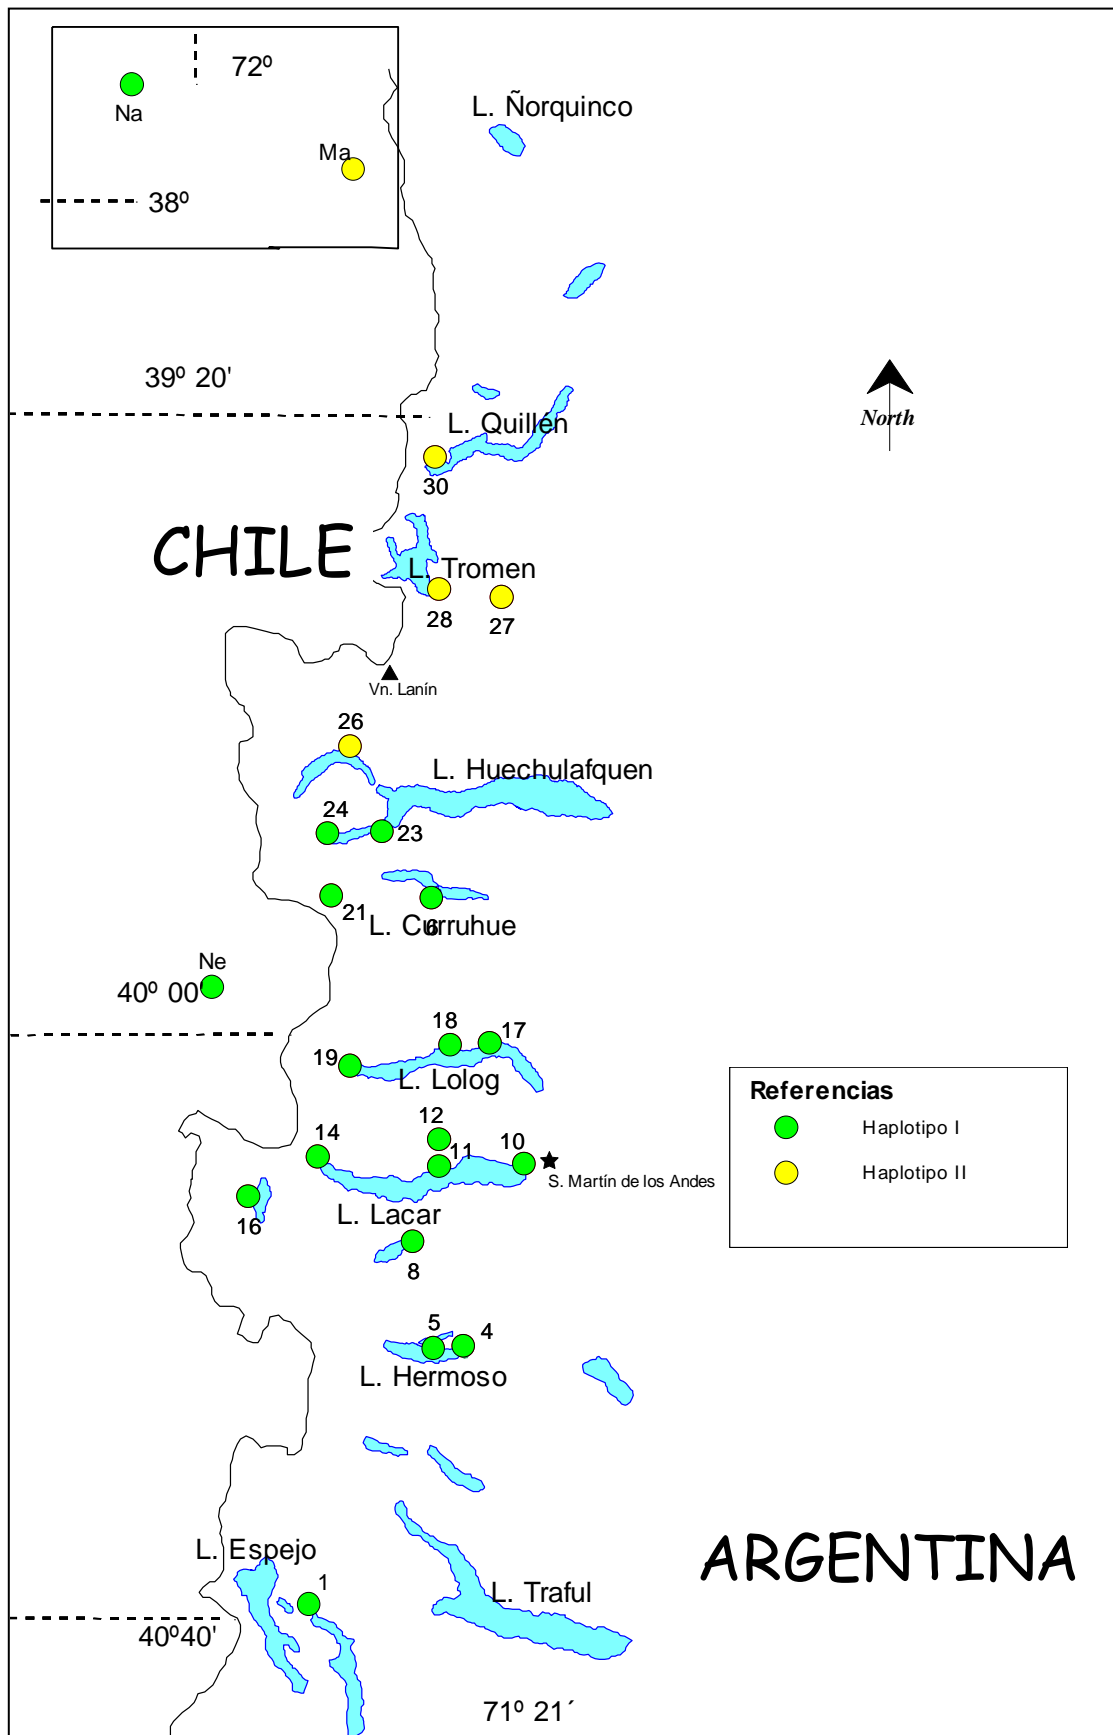 72º
Na
L. Ñorquinco
Ma
38º
39º 20'
L. Quillén
North
30
CHILE
L. Tromen
28
27
Vn. Lanín
26
L. Huechulafquen
24
23
21
L. Curruhue
6
Ne
40º 00'
18
17
19
L. Lolog
Referencias
Haplotipo I
Haplotipo II
12
14
11
10
S. Martín de los Andes
16
L. Lacar
8
5
4
L. Hermoso
L. Espejo
ARGENTINA
1
L. Traful
40º40'
71º 21´